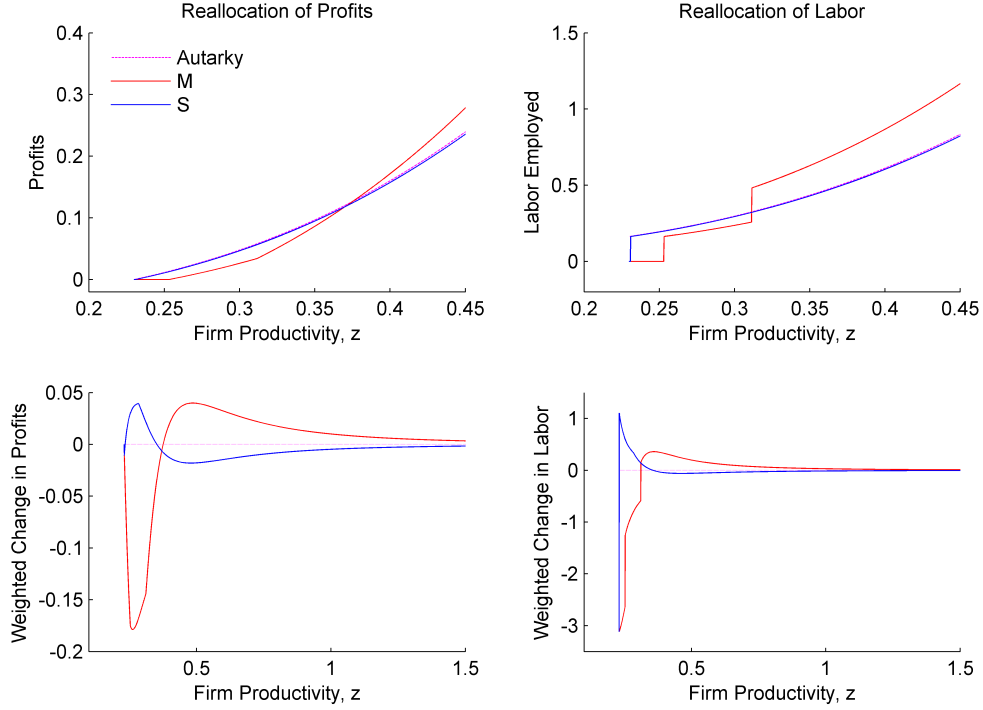 Reallocation of Profits
0.4
0.3
0.2
0.1
0
Profits
Autarky
M
S
0.2
0.25
0.3
0.35
0.4
0.45
Firm Productivity, z
Reallocation of Labor
1.5
1
0.5
0
Labor Employed
0.2
0.25
0.3
0.35
0.4
0.45
Firm Productivity, z
0.05
0
-0.05
-0.1
-0.15
-0.2
Weighted Change in Profits
0.5
1
1.5
Firm Productivity, z
1
0
-1
-2
-3
Weighted Change in Labor
0.5
1
1.5
Firm Productivity, z